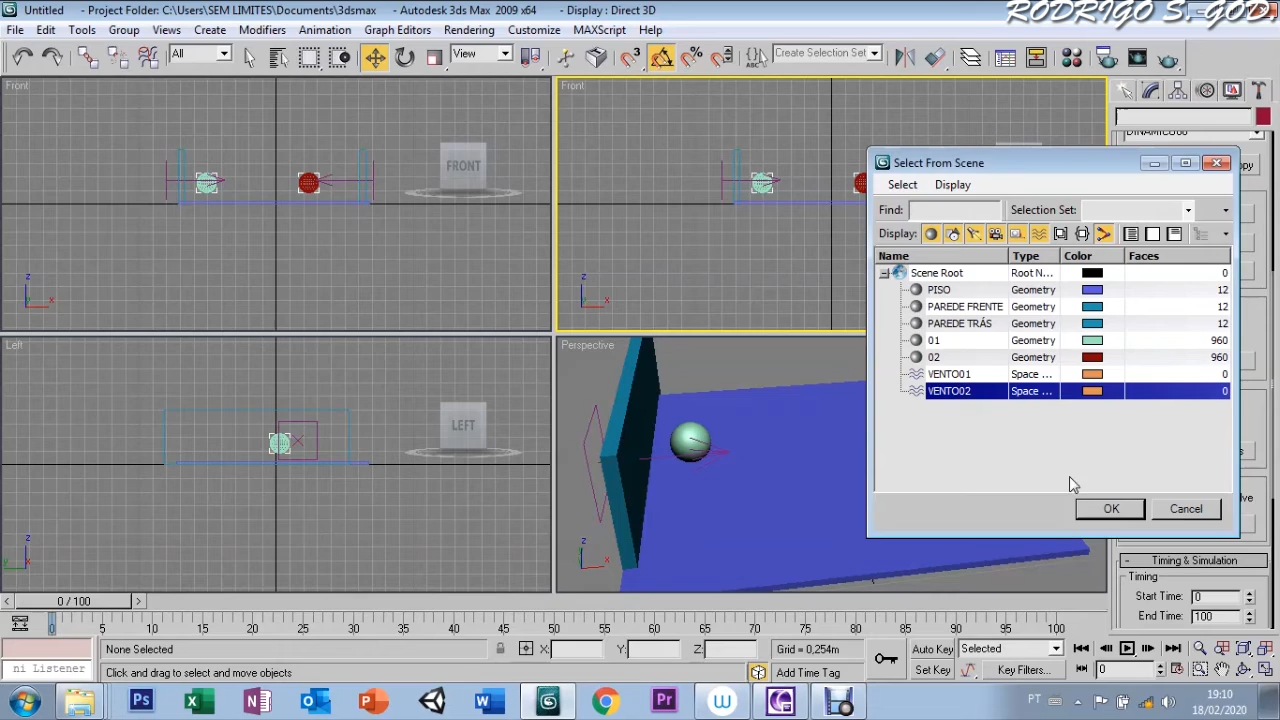 Untitled - Project Folder: C:\Users\SEM LIMITES\Documents\3dsmax - Autodesk 3ds Max 2009 x64 - Display : Direct 3D
RODRIGO S. GOD
File Edit Tools Group Views Create Modifiers Animation Graph Editors Rendering Customize MAXScript Help
All View 3 % ABC Create Selection Set
Front
FRONT
z
x
Front
z
x
Left
LEFT
z
y
x
Perspective
z
y
x
Select From Scene
Select Display
Find: Selection Set:
Display:
Name Type Color Faces
Scene Root Root N... 0
PISO Geometry 12
PAREDE FRENTE Geometry 12
PAREDE TRÁS Geometry 12
01 Geometry 960
02 Geometry 960
VENTO01 Space ... 0
VENTO02 Space ... 0
OK Cancel
- Timing & Simulation
Timing
Start Time: 0
End Time: 100
< 0 / 100 >
0 5 10 15 20 25 30 35 40 45 50 55 60 65 70 75 80 85 90 95 100
None Selected X: Y: Z: Grid = 0,254m Auto Key Selected
ni Listener Click and drag to select and move objects Add Time Tag Set Key Key Filters... 0
Ps W Pr W PT 19:10
18/02/2020